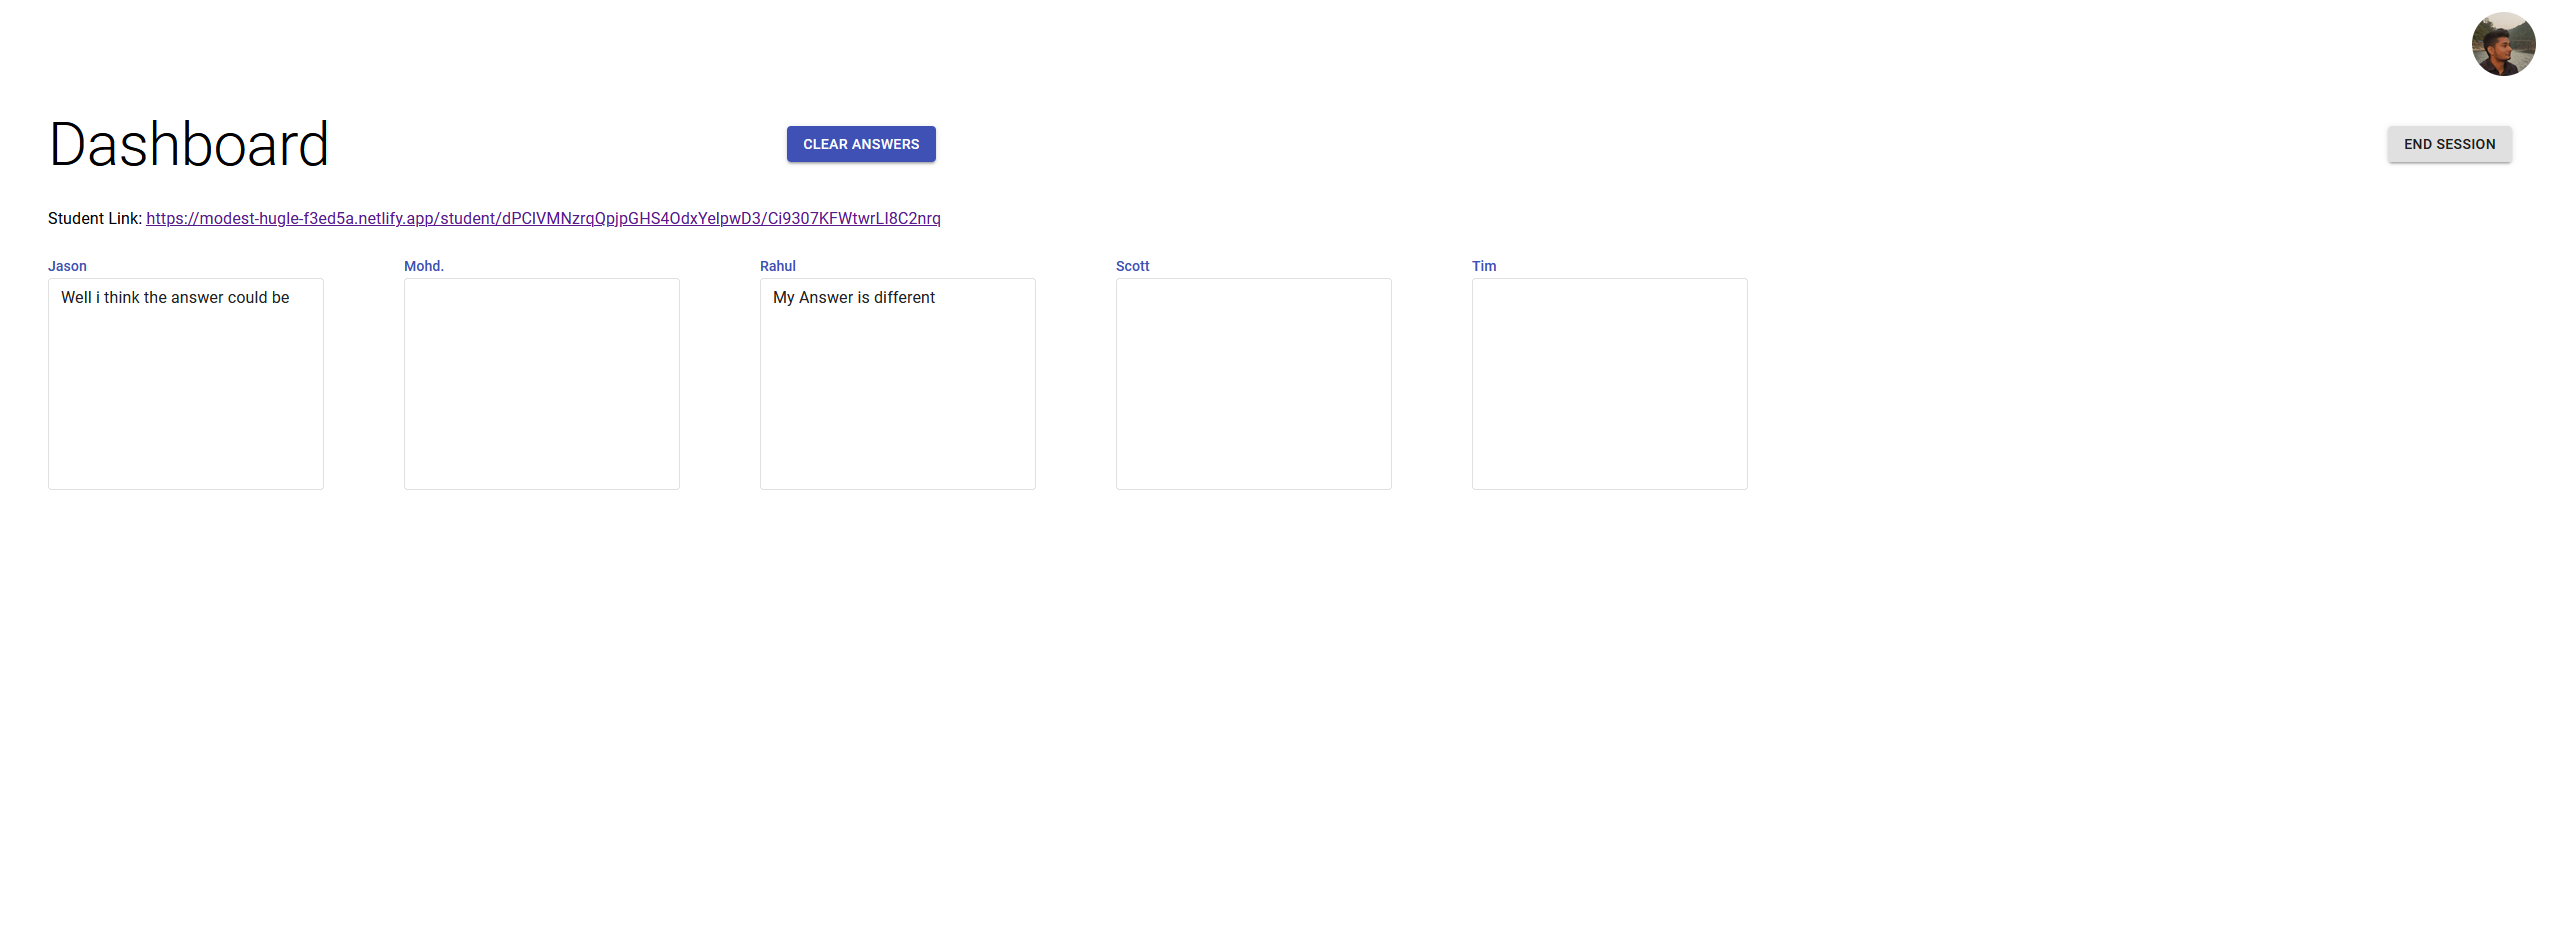 Dashboard
CLEAR ANSWERS
END SESSION
Student Link: https://modest-hugle-f3ed5a.netlify.app/student/dPCIVMNzrqQpjpGHS4OdxYelpwD3/Ci9307KFWtwrLI8C2nrq
Jason
Well i think the answer could be
Mohd.
Rahul
My Answer is different
Scott
Tim